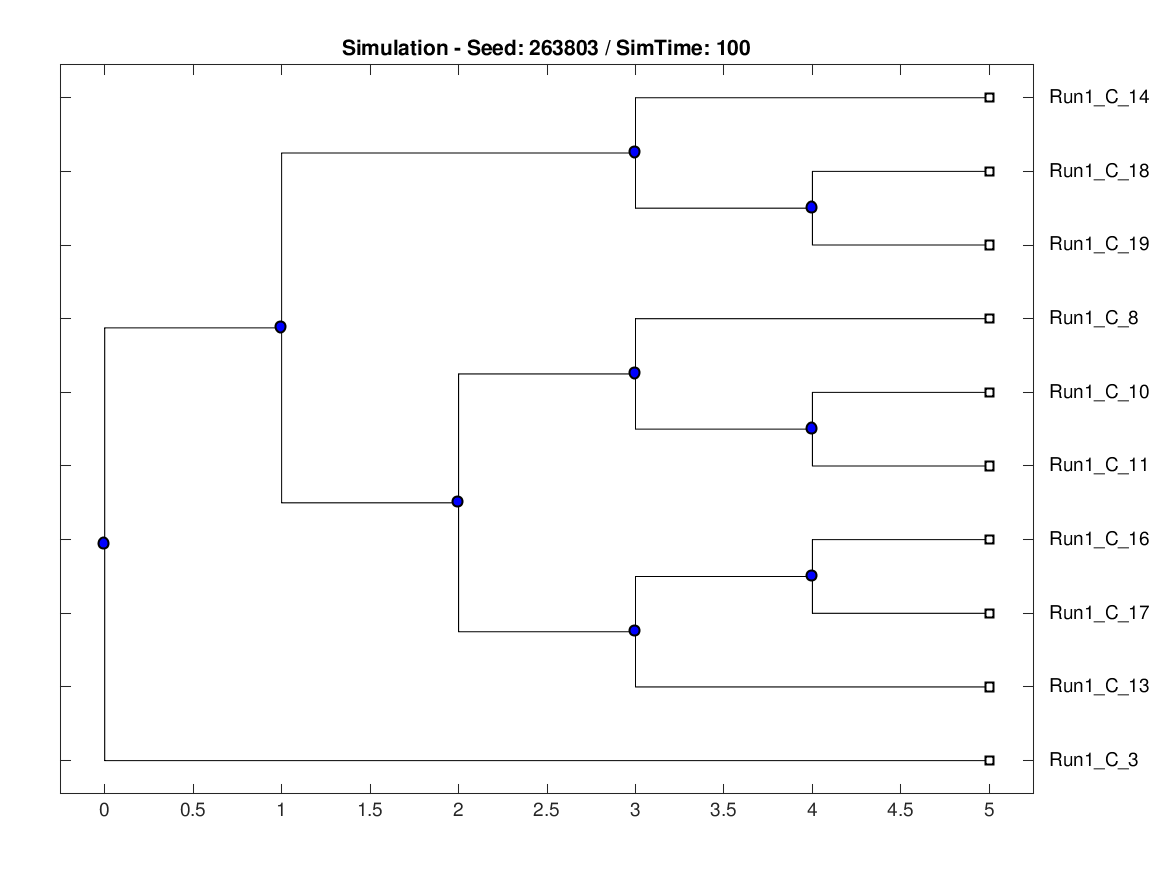 Simulation - Seed: 263803 / SimTime: 100
Run1_C_14
Run1_C_18
Run1_C_19
Run1_C_8
Run1_C_10
Run1_C_11
Run1_C_16
Run1_C_17
Run1_C_13
Run1_C_3
0 0.5 1 1.5 2 2.5 3 3.5 4 4.5 5